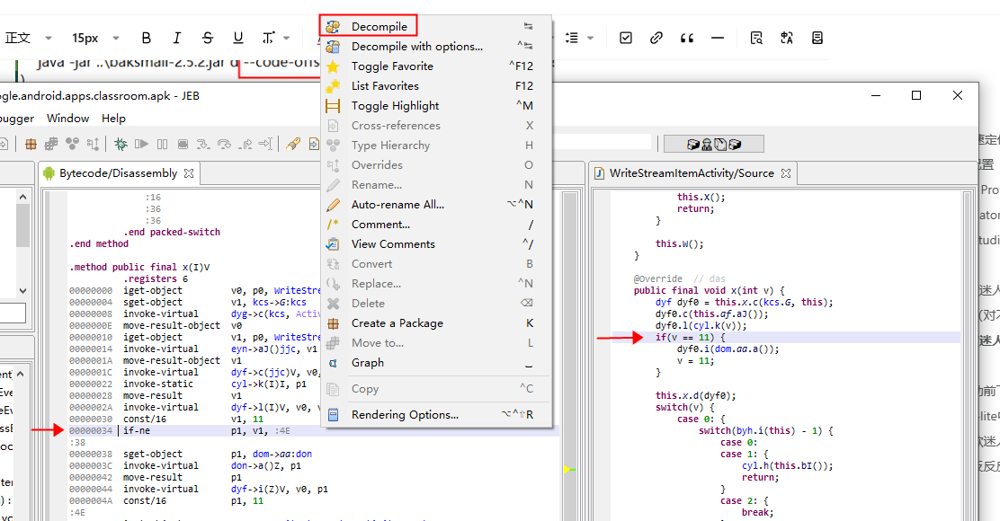 正文
15px
B
I
S
U
java -jar ..\baksmali-2.5.2.jar d --code-offs
ogle.android.apps.classroom.apk - JEB
bugger Window Help
Bytecode/Disassembly
:16
:36
:36
.end packed-switch
.end method
.method public final x(I)V
.registers 6
00000000 iget-object v0, p0, WriteStre
00000004 sget-object v1, kcs->G:kcs
00000008 invoke-virtual dyg->c(kcs, Activ
0000000E move-result-object v0
00000010 iget-object v1, p0, WriteStre
00000014 invoke-virtual eyn->aJ()jjc, v1
0000001A move-result-object v1
0000001C invoke-virtual dyf->c(jjc)V, v0,
00000022 invoke-static cyl->k(I)I, p1
00000028 move-result v1
0000002A invoke-virtual dyf->l(I)V, v0, v
00000030 const/16 v1, 11
00000034 if-ne p1, v1, :4E
:38
00000038 sget-object p1, dom->aa:don
0000003C invoke-virtual don->a()Z, p1
00000042 move-result p1
00000044 invoke-virtual dyf->i(Z)V, v0, p1
0000004A const/16 p1, 11
:4E
Decompile
Decompile with options... ^
Toggle Favorite ^F12
List Favorites F12
Toggle Highlight ^M
Cross-references X
Type Hierarchy H
Overrides O
Rename... N
Auto-rename All... ⌥^N
Comment... /
View Comments ^/
Convert B
Replace... ^N
Delete ⌫
Create a Package K
Move to... L
Graph
Copy ^C
Rendering Options... ⌥^⇧R
WriteStreamItemActivity/Source
this.X();
return;
}
this.W();
}
@Override // das
public final void x(int v) {
dyf dyf0 = this.x.c(kcs.G, this);
dyf0.c(this.af.aJ());
dyf0.l(cyl.k(v));
if(v == 11) {
dyf0.i(dom.aa.a());
v = 11;
}
this.x.d(dyf0);
switch(v) {
case 0: {
switch(byh.i(this) - 1) {
case 0:
case 1: {
cyl.h(this.bI());
return;
}
case 2: {
break;